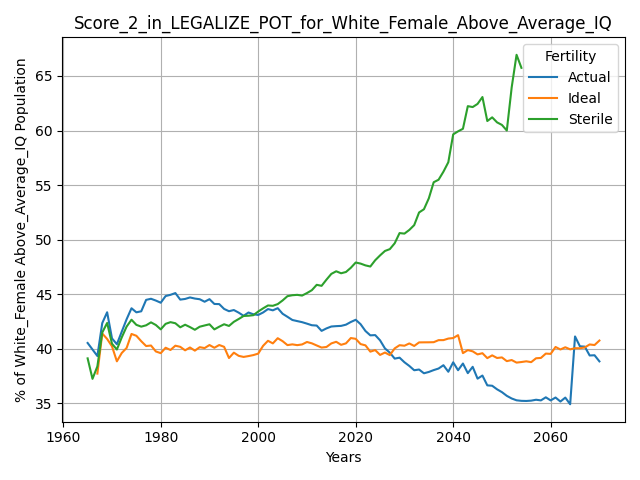 Score_2_in_LEGALIZE_POT_for_White_Female_Above_Average_IQ
% of White_Female Above_Average_IQ Population
65
60
55
50
45
40
35
Fertility
Actual
Ideal
Sterile
1960
1980
2000
2020
2040
2060
Years